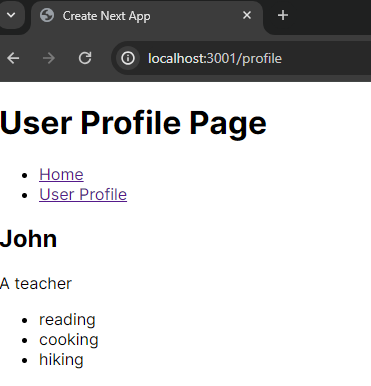 Create Next App
localhost:3001/profile
User Profile Page
Home
User Profile
John
A teacher
reading
cooking
hiking